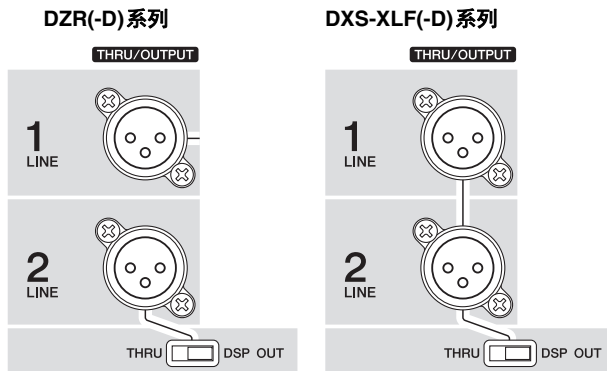 DZR(-D)系列
THRU/OUTPUT
1
LINE
2
LINE
THRU DSP OUT
DXS-XLF(-D)系列
THRU/OUTPUT
1
LINE
2
LINE
THRU DSP OUT